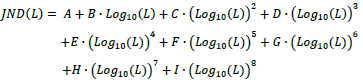 JND(L) = A + B · Log₁₀(L) + C · (Log₁₀(L))² + D · (Log₁₀(L))³
+E · (Log₁₀(L))⁴ + F · (Log₁₀(L))⁵ + G · (Log₁₀(L))⁶
+H · (Log₁₀(L))⁷ + I · (Log₁₀(L))⁸